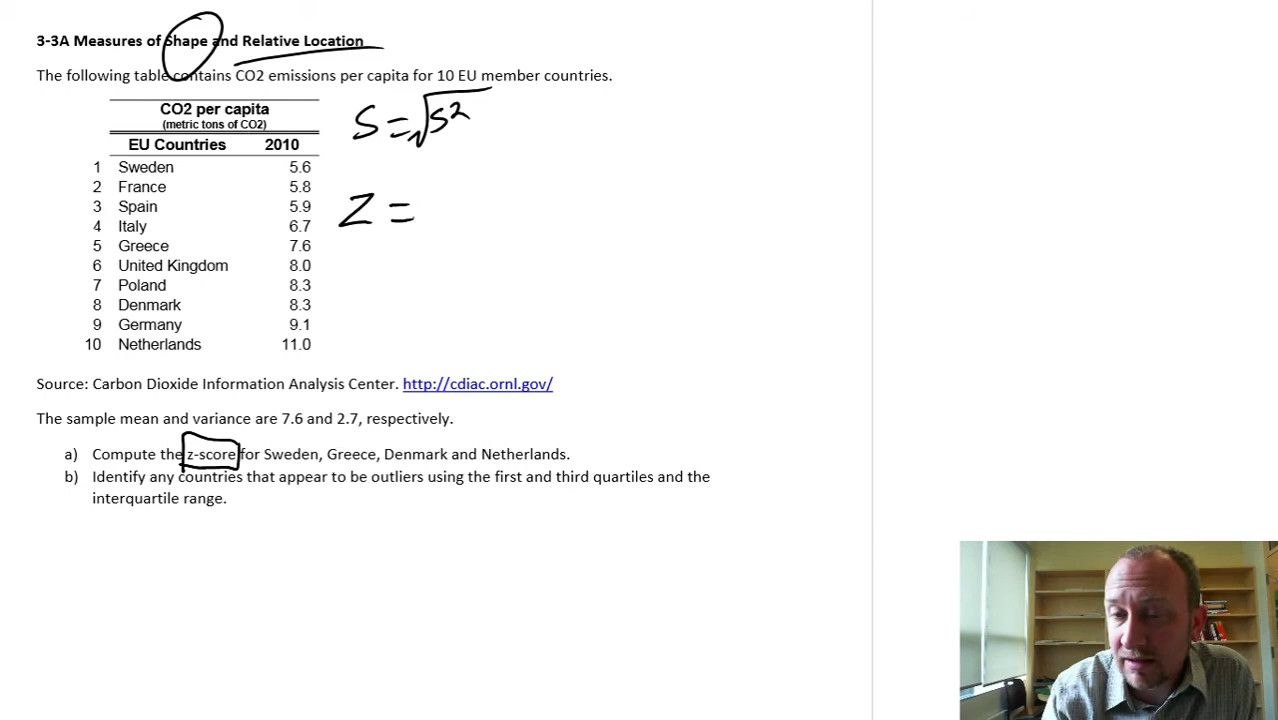 3-3A Measures of Shape and Relative Location
The following table contains CO2 emissions per capita for 10 EU member countries.
CO2 per capita
(metric tons of CO2)
EU Countries 2010
1 Sweden 5.6
2 France 5.8
3 Spain 5.9
4 Italy 6.7
5 Greece 7.6
6 United Kingdom 8.0
7 Poland 8.3
8 Denmark 8.3
9 Germany 9.1
10 Netherlands 11.0
S = √S²
Z =
Source: Carbon Dioxide Information Analysis Center. http://cdiac.ornl.gov/
The sample mean and variance are 7.6 and 2.7, respectively.
a) Compute the z-score for Sweden, Greece, Denmark and Netherlands.
b) Identify any countries that appear to be outliers using the first and third quartiles and the
interquartile range.